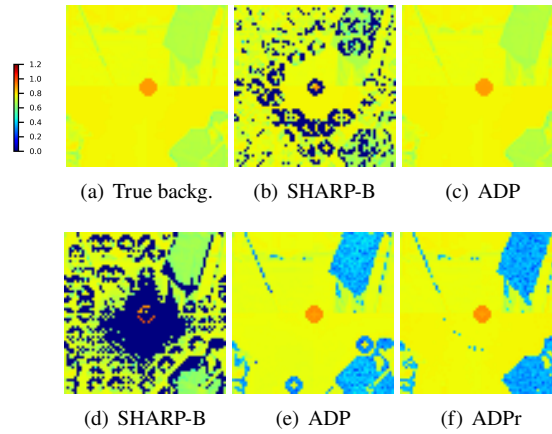 1.2
1.0
0.8
0.6
0.4
0.2
0.0
(a) True backg.
(b) SHARP-B
(c) ADP
(d) SHARP-B
(e) ADP
(f) ADPr